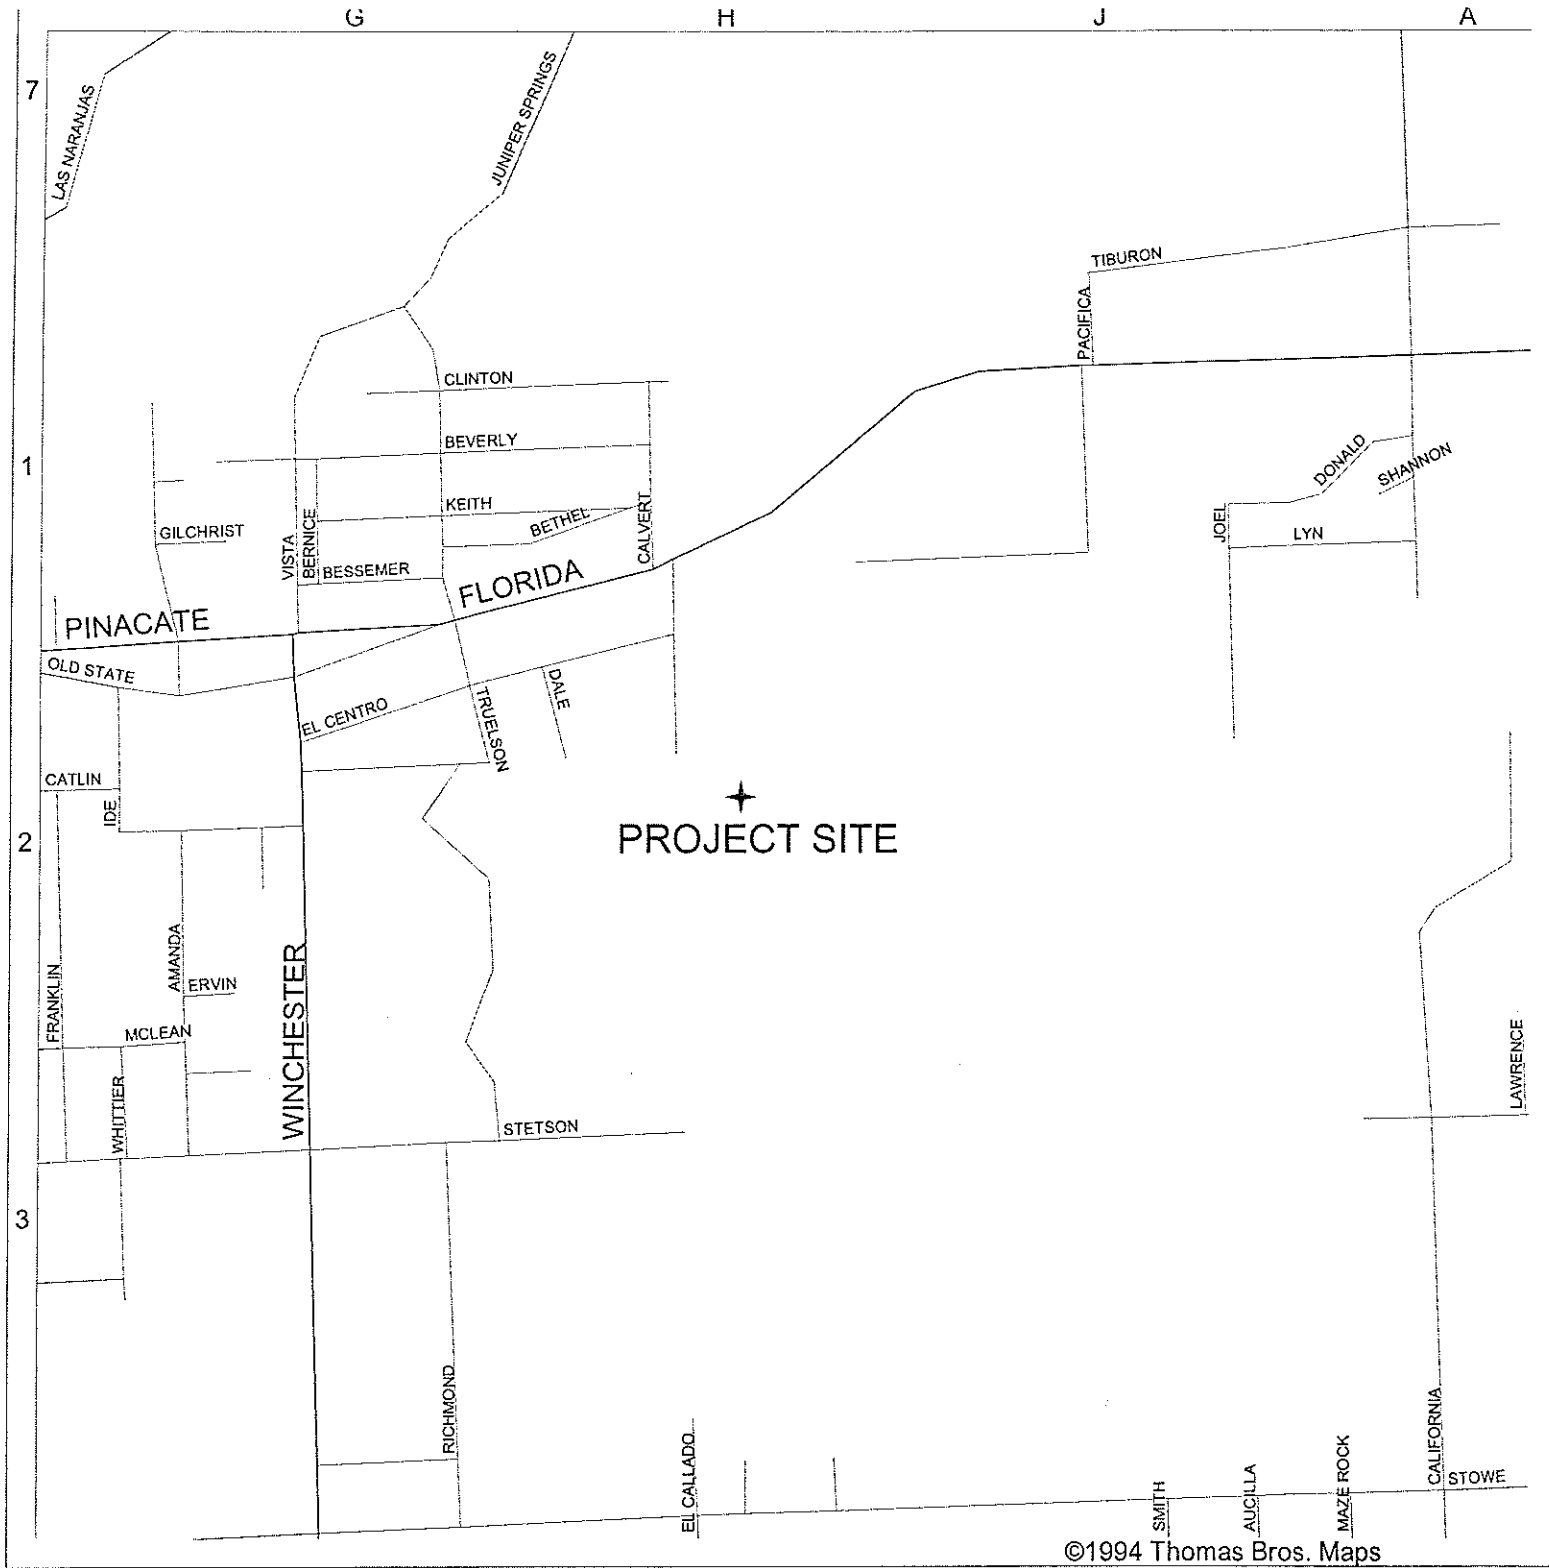 G H J A
7
LAS NARANJAS
JUNIPER SPRINGS
TIBURON
PACIFICA
CLINTON
BEVERLY
1
DONALD
SHANNON
KEITH
BETHEL
CALVERT
GILCHRIST
VISTA
BERNICE
BESSEMER
JOEL
LYN
FLORIDA
PINACATE
OLD STATE
EL CENTRO
TRUELSON
DALE
CATLIN
IDE
2
PROJECT SITE
FRANKLIN
AMANDA
ERVIN
WINCHESTER
MCLEAN
WHITTIER
STETSON
LAWRENCE
3
RICHMOND
EL CALLADO
SMITH
AUCILLA
MAZE ROCK
CALIFORNIA
STOWE
©1994 Thomas Bros. Maps